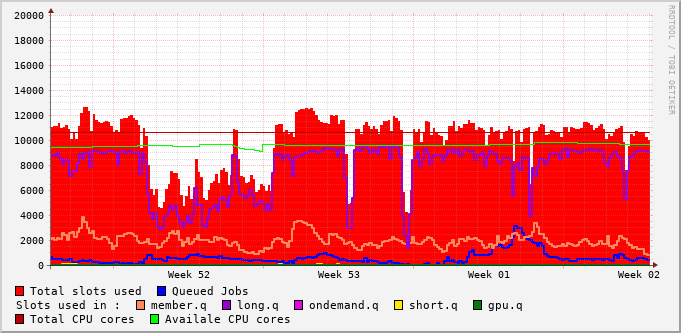 20000
18000
16000
14000
12000
10000
8000
6000
4000
2000
0
Week 52 Week 53 Week 01 Week 02
RRDTOOL / TOBI OETIKER
Total slots used Queued Jobs
Slots used in : member.q long.q ondemand.q short.q gpu.q
Total CPU cores Availale CPU cores